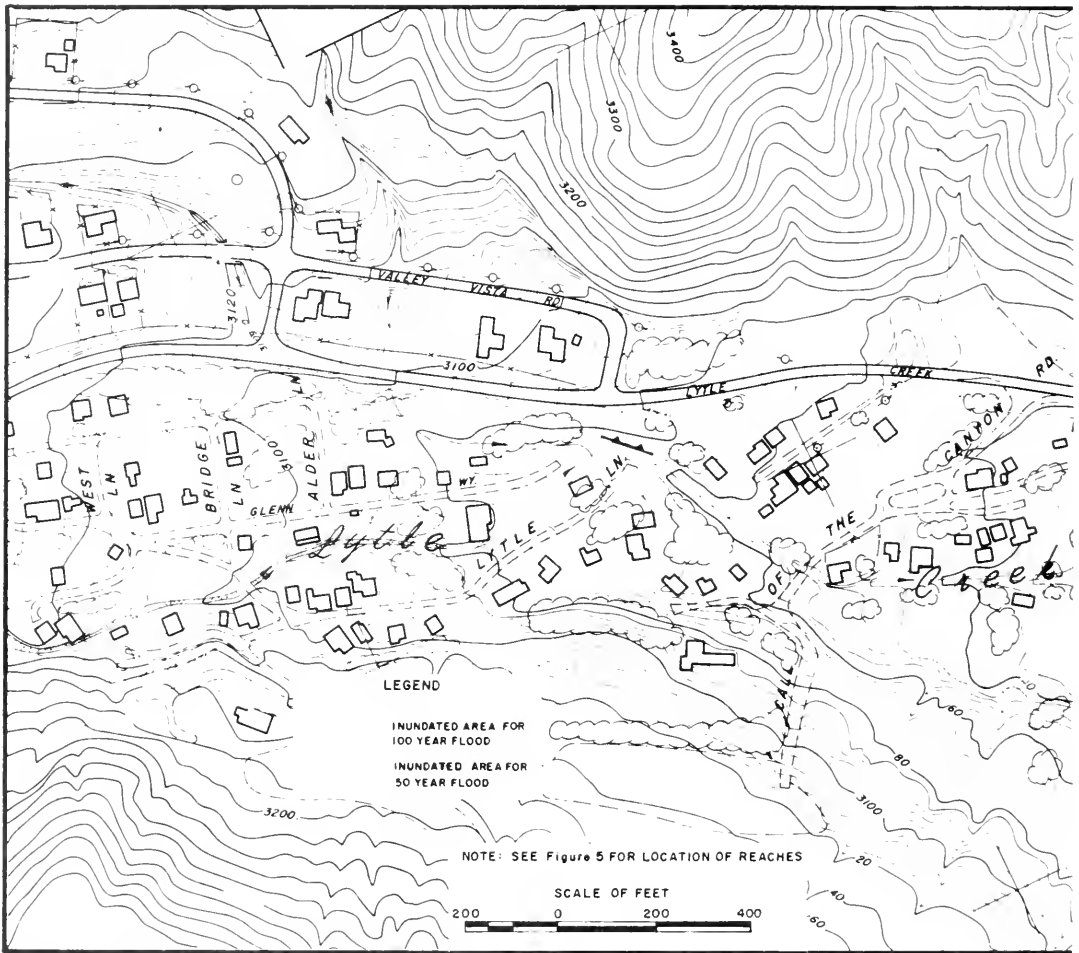 3400
3300
3200
VALLEY VISTA RD.
3120
3100
LYTLE CREEK RD.
CANYON
WEST LN
BRIDGE LN
3100
ALDER LN
GLENN WY.
LYTLE LN.
THE
OF
CALL
Lytle Creek
LEGEND
INUNDATED AREA FOR
100 YEAR FLOOD
INUNDATED AREA FOR
50 YEAR FLOOD
60
80
3100
3200
20
40
60
NOTE: SEE Figure 5 FOR LOCATION OF REACHES
SCALE OF FEET
200 0 200 400